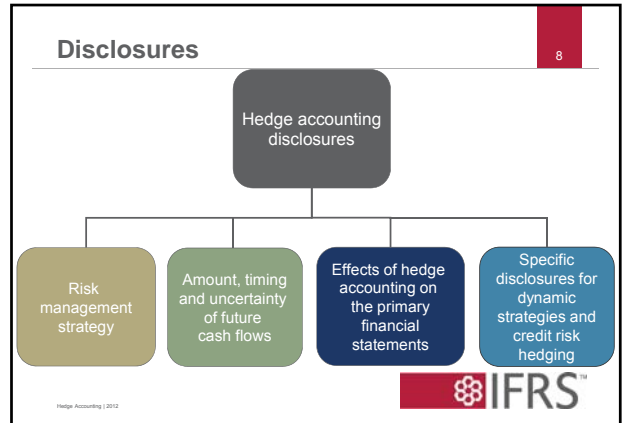 Disclosures
8
Hedge accounting
disclosures
Risk
management
strategy
Amount, timing
and uncertainty
of future
cash flows
Effects of hedge
accounting on
the primary
financial
statements
Specific
disclosures for
dynamic
strategies and
credit risk
hedging
Hedge Accounting | 2012
IFRS™